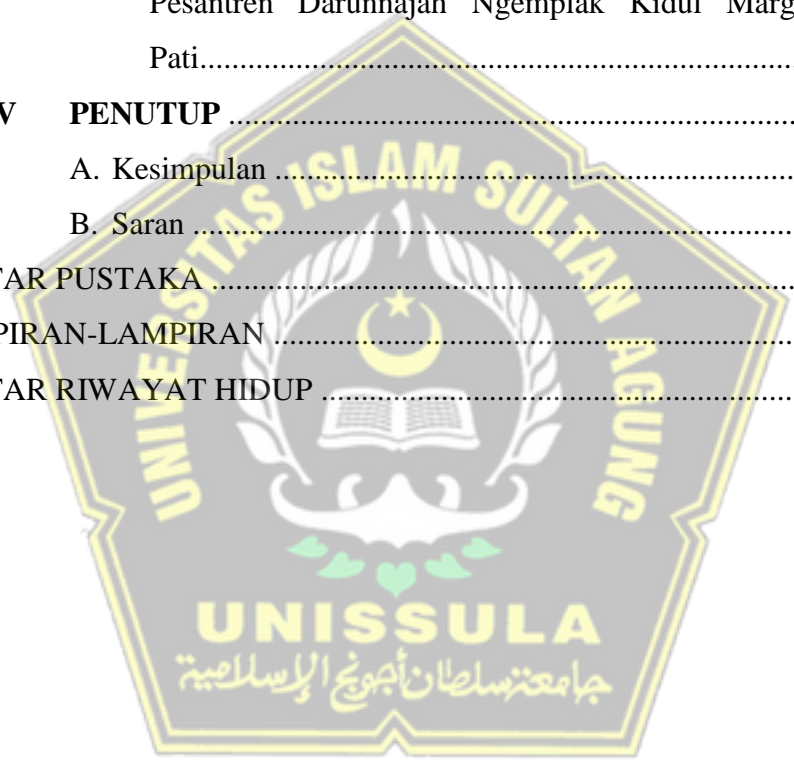 Pesantren Darunnajah Ngemplak Kidul Marg
Pati..........................................................................................
V PENUTUP ..........................................................................................
A. Kesimpulan ..........................................................................................
B. Saran ..........................................................................................
TAR PUSTAKA ..........................................................................................
PIRAN-LAMPIRAN ..........................................................................................
TAR RIWAYAT HIDUP ..........................................................................................
UNIVERSITAS ISLAM SULTAN AGUNG
UNISSULA
جامعة سلطان أجونج الإسلامية